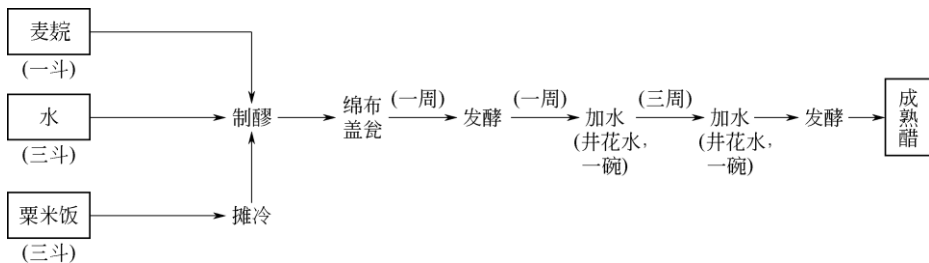 麦䴷
(一斗)
水
(三斗)
粟米饭
(三斗)
制醪
摊冷
绵布
盖瓮
(一周)
发酵
(一周)
加水
(井花水，
一碗)
(三周)
加水
(井花水，
一碗)
发酵
成
熟
醋